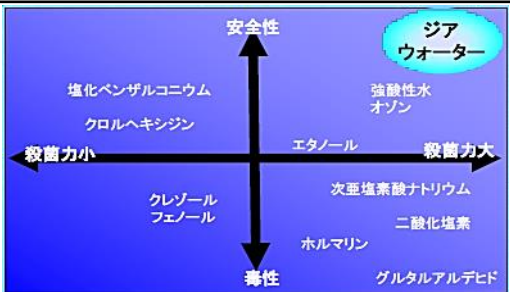 安全性
ジア
ウォーター
塩化ベンザルコニウム
強酸性水
オゾン
クロルヘキシジン
エタノール
殺菌力小
殺菌力大
次亜塩素酸ナトリウム
クレゾール
フェノール
二酸化塩素
ホルマリン
毒性
グルタルアルデヒド